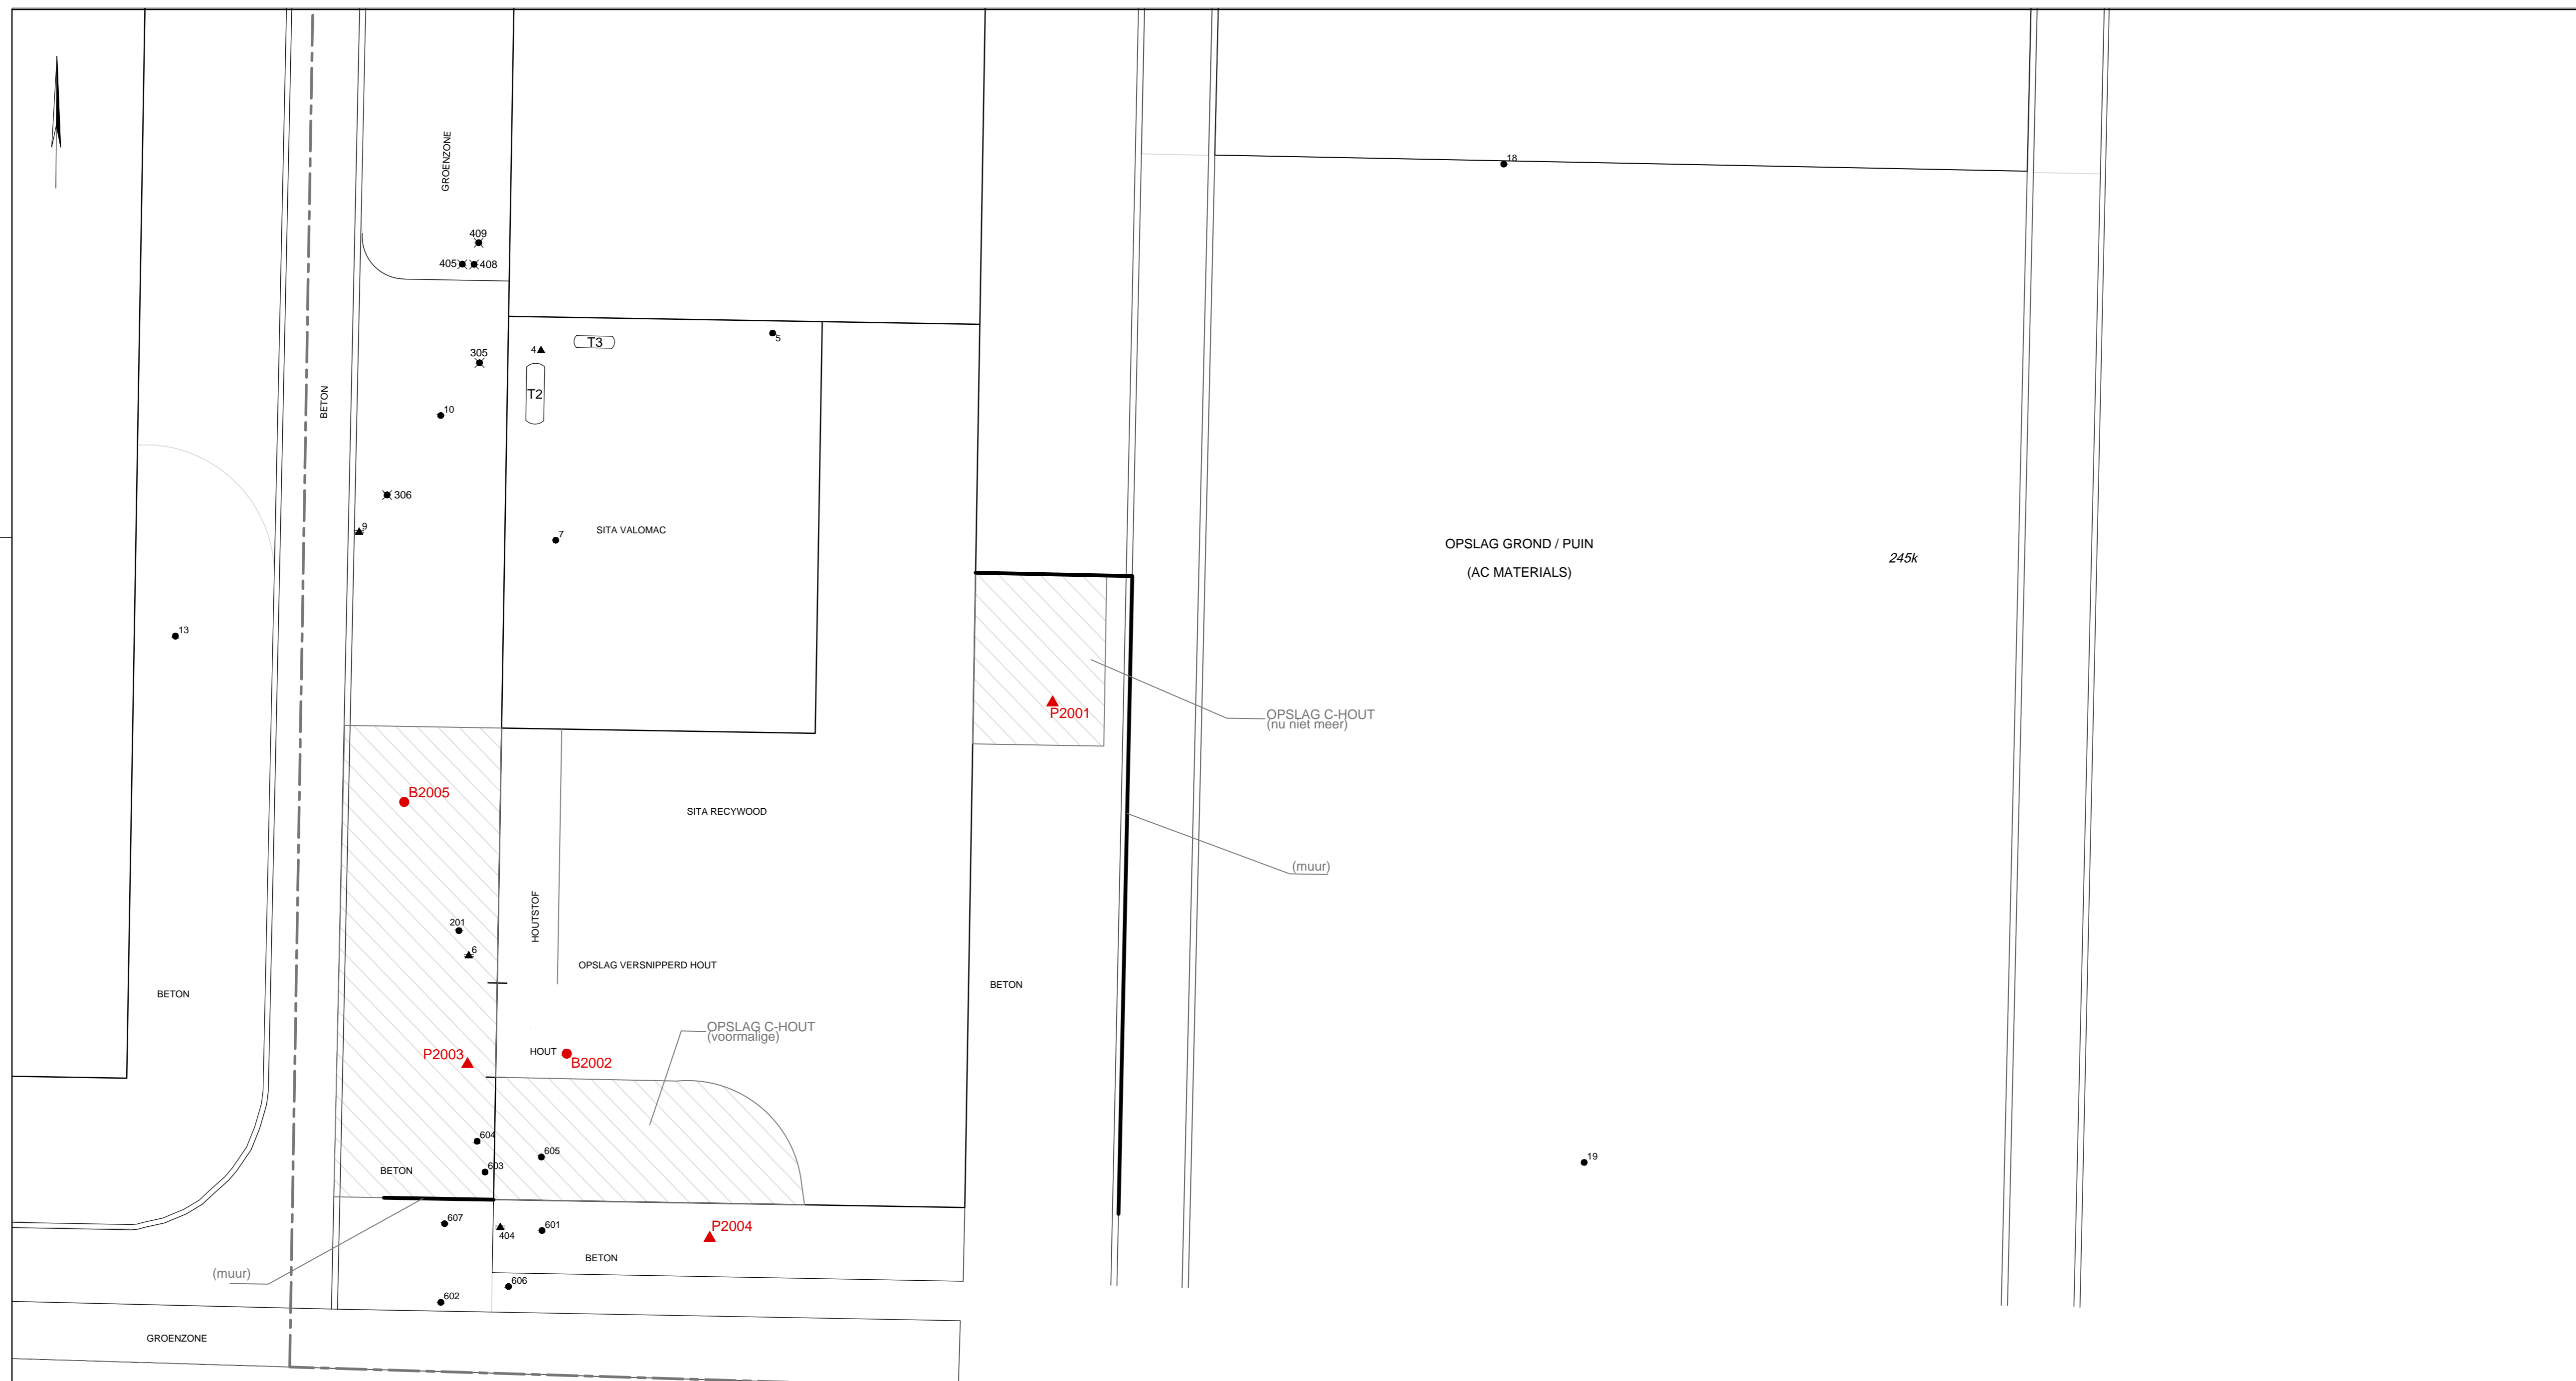 18
GROENZONE
409
405
408
5
305
4
T3
T2
BETON
10
306
9
7
SITA VALOMAC
OPSLAG GROND / PUIN
(AC MATERIALS)
245k
13
P2001
OPSLAG C-HOUT
(nu niet meer)
B2005
SITA RECYWOOD
(muur)
HOUTSTOF
201
6
OPSLAG VERSNIPPERD HOUT
BETON
BETON
OPSLAG C-HOUT
(voormalige)
P2003
HOUT
B2002
604
605
603
BETON
19
607
404
601
P2004
BETON
(muur)
606
602
GROENZONE